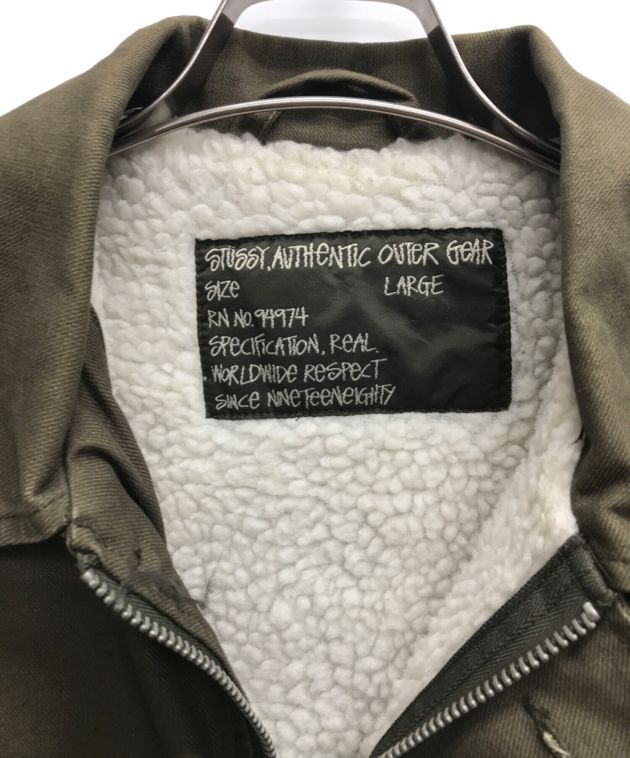 STUSSY. AUTHENTIC OUTER GEAR
SIZE LARGE
RN NO. 94974
SPECIFICATION. REAL.
WORLDWIDE RESPECT
SINCE NINETEENEIGHTY